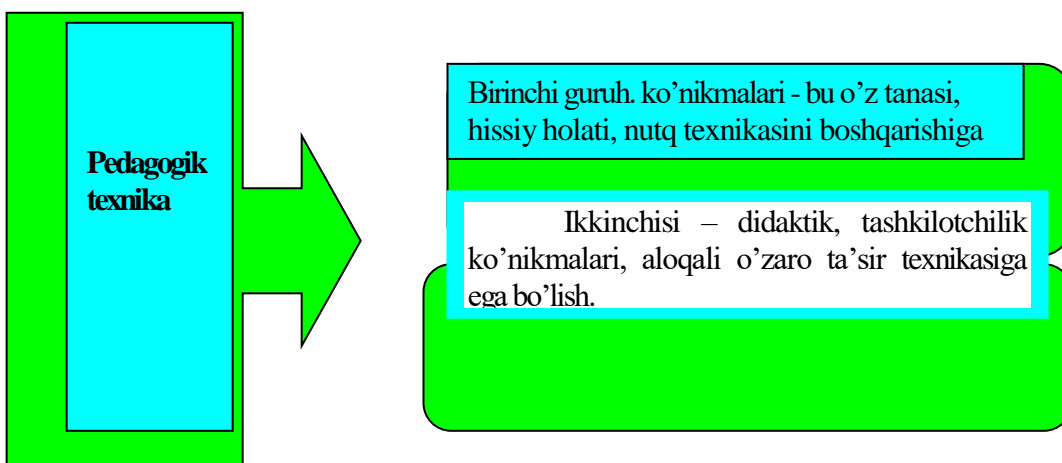 Pedagogik
texnika
Birinchi guruh. ko’nikmalari - bu o’z tanasi,
hissiy holati, nutq texnikasini boshqarishiga
Ikkinchisi – didaktik, tashkilotchilik
ko’nikmalari, aloqali o’zaro ta’sir texnikasiga
ega bo’lish.